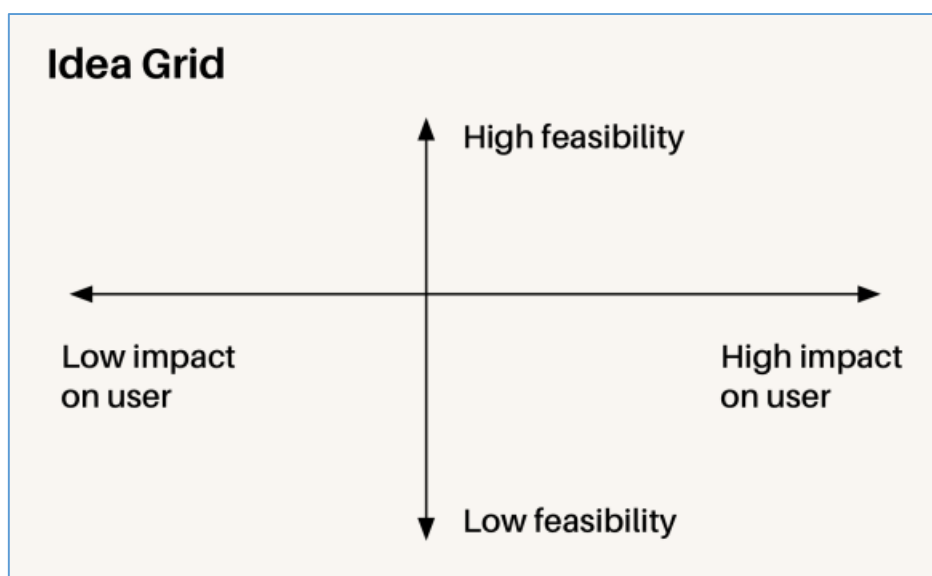 Idea Grid
High feasibility
Low impact
on user
High impact
on user
Low feasibility